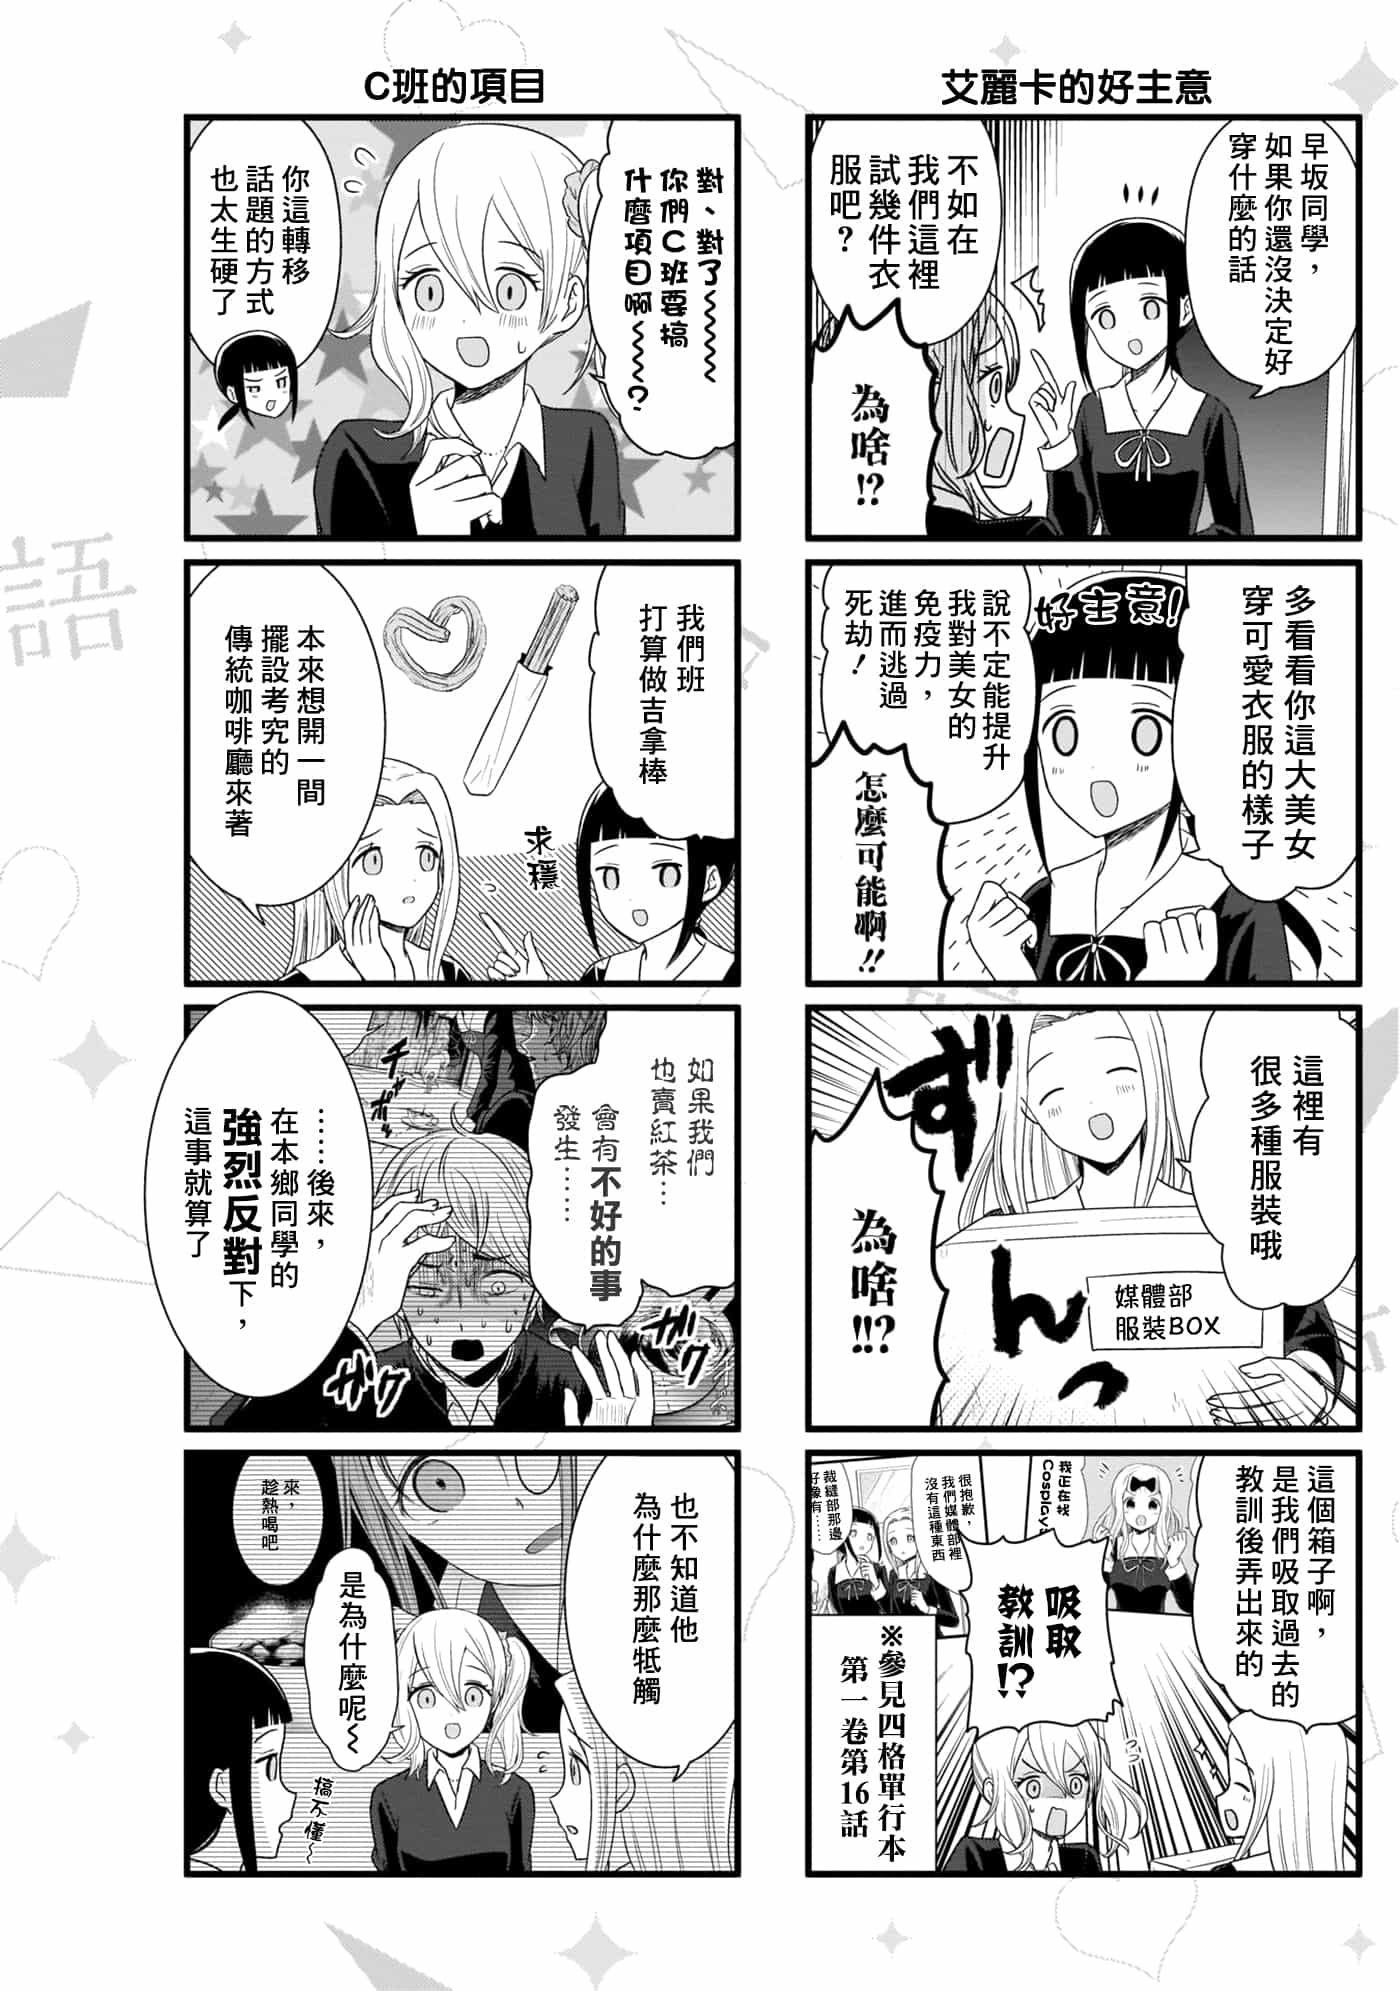 艾麗卡的好主意
早坂同學，
如果你還沒決定好
穿什麼的話
不如在
我們這裡
試幾件衣
服吧？
為啥!?
多看看你這大美女
穿可愛衣服的樣子
好主意!
說不定能提升
我對美女的
免疫力，
進而逃過
死劫！
怎麼可能啊!!
這裡有
很多種服裝哦
ずんっ
媒體部
服裝BOX
為啥!!?
這個箱子啊，
是我們吸取過去的
教訓後弄出來的
我正在找
Cosplay
很抱歉，
我們媒體部裡
沒有這種東西
裁縫部那邊
好像有……
吸取
教訓!?
※參見四格單行本
第一卷第16話
C班的項目
對、對了～～～
你們C班要搞
什麼項目啊～～？
你這轉移
話題的方式
也太生硬了
我們班
打算做吉拿棒
求穩
本來想開一間
擺設考究的
傳統咖啡廳來著
如果我們
也賣紅茶…
會有不好的事
發生……
チャ
チャポ
ガク
ガク
……後來，
在本鄉同學的
強烈反對下，
這事就算了
也不知道他
為什麼那麼牴觸
來，
趁熱喝吧
是為什麼呢～
搞不懂～
語